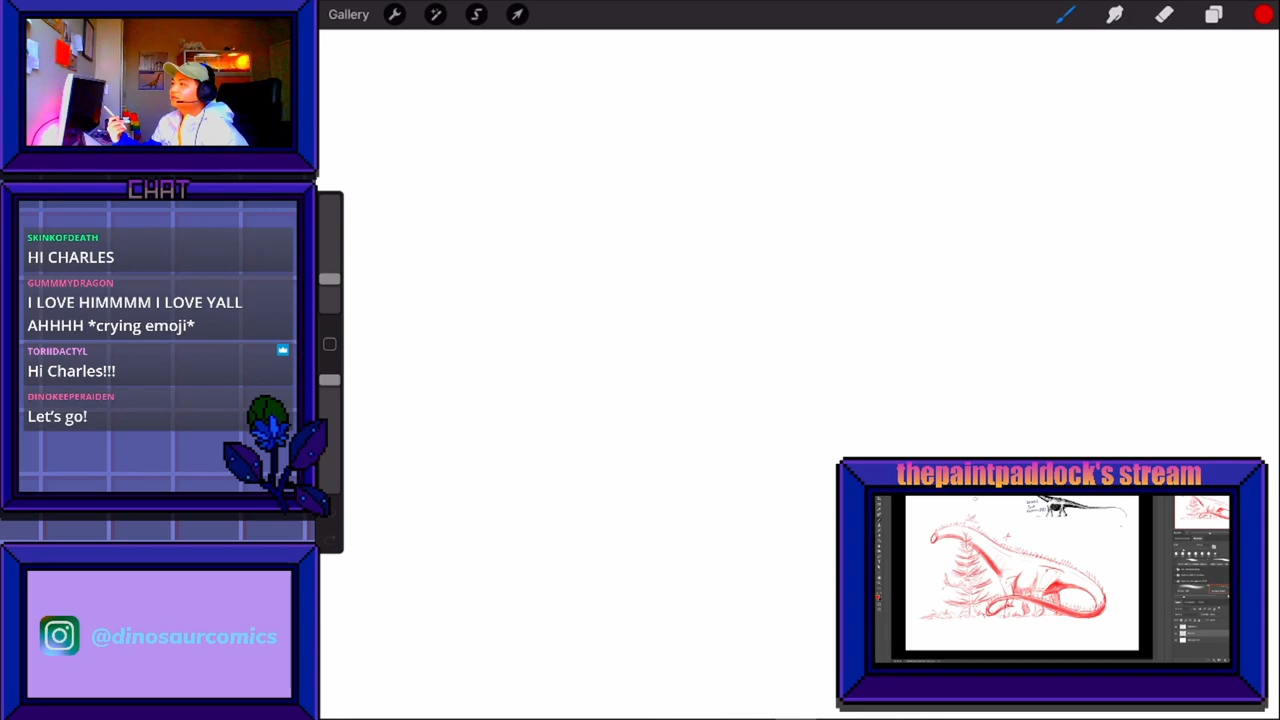 Gallery
CHAT
SKINKOFDEATH
HI CHARLES
GUMMMYDRAGON
I LOVE HIMMMM I LOVE YALL
AHHHH *crying emoji*
TORIIDACTYL
Hi Charles!!!
DINOKEEPERAIDEN
Let's go!
@dinosaurcomics
thepaintpaddock's stream